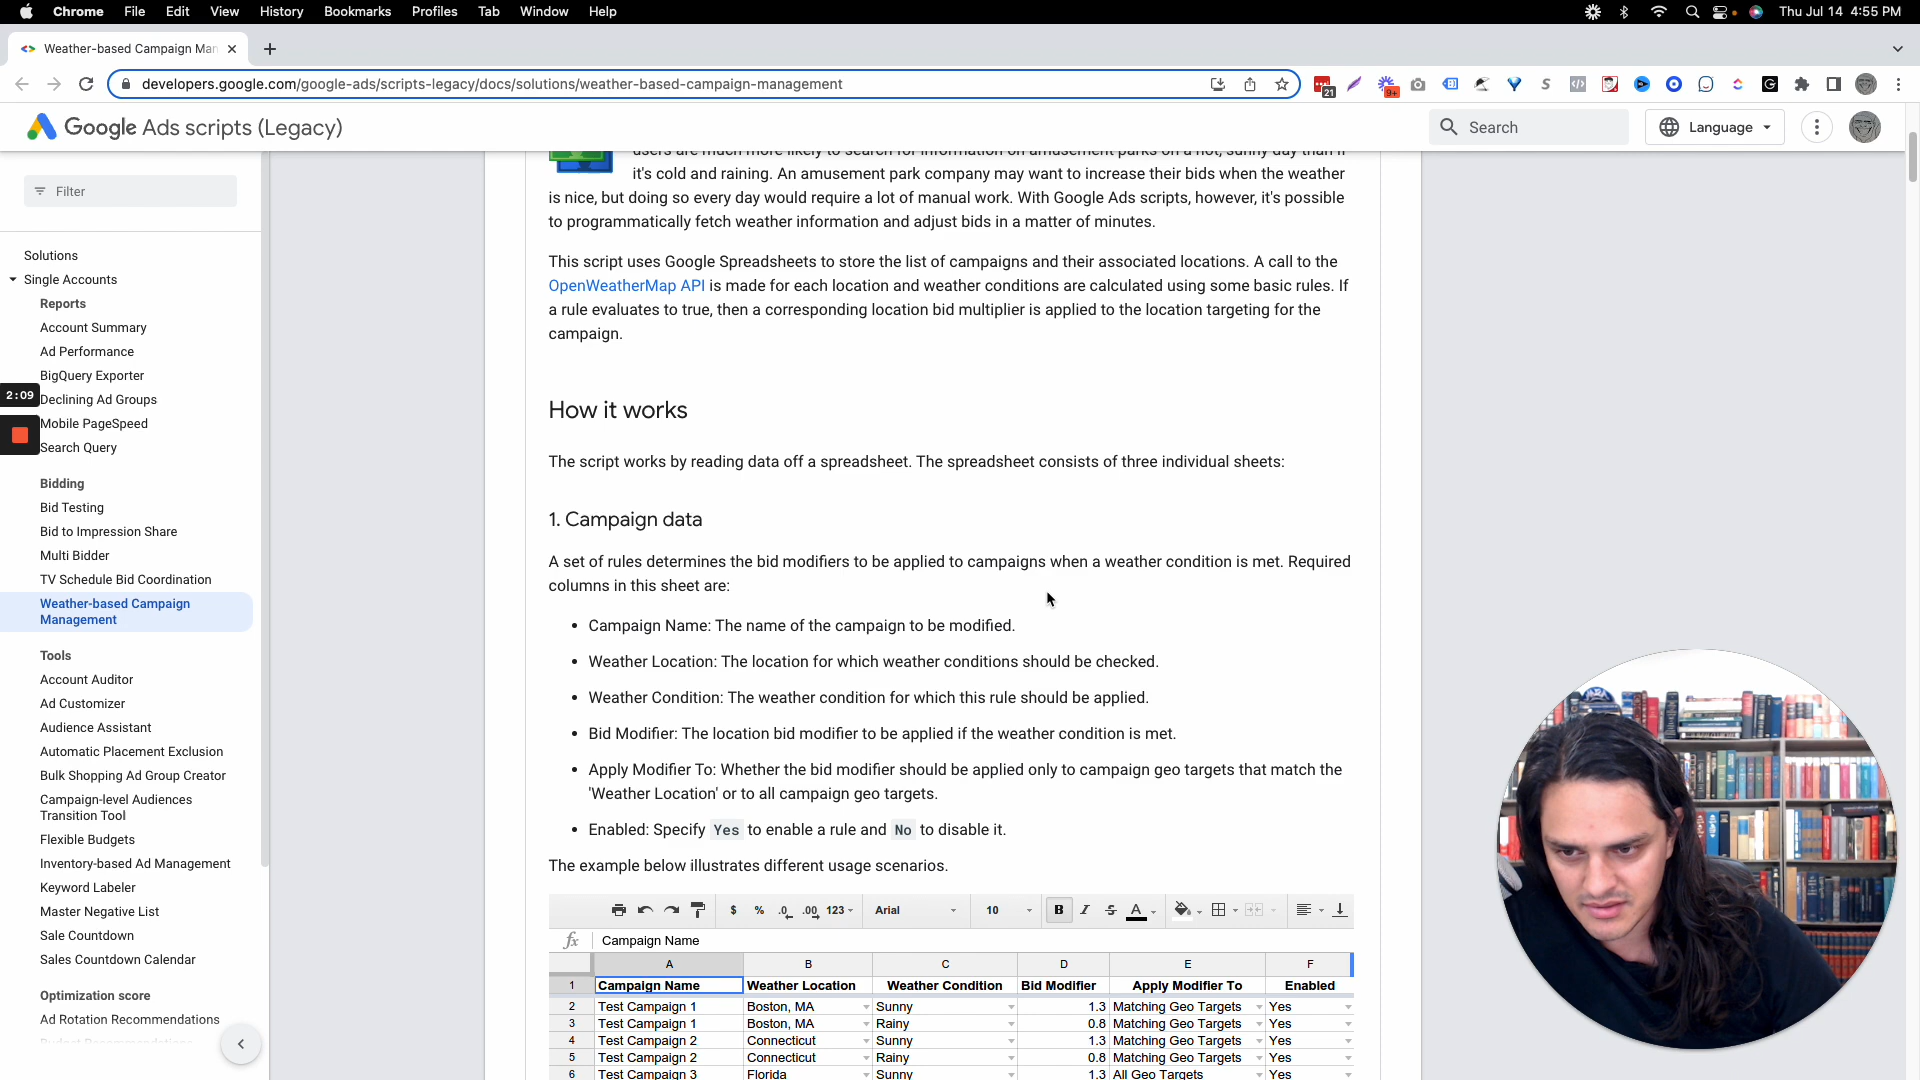 Chrome File Edit View History Bookmarks Profiles Tab Window Help Thu Jul 14 4:55 PM
Weather-based Campaign Man
developers.google.com/google-ads/scripts-legacy/docs/solutions/weather-based-campaign-management
21
9+
Google Ads scripts (Legacy)
Search
Language
Filter
Solutions
Single Accounts
Reports
Account Summary
Ad Performance
BigQuery Exporter
Declining Ad Groups
Mobile PageSpeed
Search Query
2:09
Bidding
Bid Testing
Bid to Impression Share
Multi Bidder
TV Schedule Bid Coordination
Weather-based Campaign
Management
Tools
Account Auditor
Ad Customizer
Audience Assistant
Automatic Placement Exclusion
Bulk Shopping Ad Group Creator
Campaign-level Audiences
Transition Tool
Flexible Budgets
Inventory-based Ad Management
Keyword Labeler
Master Negative List
Sale Countdown
Sales Countdown Calendar
Optimization score
Ad Rotation Recommendations
users are much more likely to search for information on amusement parks on a hot, sunny day than if
it's cold and raining. An amusement park company may want to increase their bids when the weather
is nice, but doing so every day would require a lot of manual work. With Google Ads scripts, however, it's possible
to programmatically fetch weather information and adjust bids in a matter of minutes.
This script uses Google Spreadsheets to store the list of campaigns and their associated locations. A call to the
OpenWeatherMap API is made for each location and weather conditions are calculated using some basic rules. If
a rule evaluates to true, then a corresponding location bid multiplier is applied to the location targeting for the
campaign.
How it works
The script works by reading data off a spreadsheet. The spreadsheet consists of three individual sheets:
1. Campaign data
A set of rules determines the bid modifiers to be applied to campaigns when a weather condition is met. Required
columns in this sheet are:
• Campaign Name: The name of the campaign to be modified.
• Weather Location: The location for which weather conditions should be checked.
• Weather Condition: The weather condition for which this rule should be applied.
• Bid Modifier: The location bid modifier to be applied if the weather condition is met.
• Apply Modifier To: Whether the bid modifier should be applied only to campaign geo targets that match the
'Weather Location' or to all campaign geo targets.
• Enabled: Specify Yes to enable a rule and No to disable it.
The example below illustrates different usage scenarios.
$ % .0 .00 123 Arial 10 B I S A
fx Campaign Name
A B C D E F
1 Campaign Name Weather Location Weather Condition Bid Modifier Apply Modifier To Enabled
2 Test Campaign 1 Boston, MA Sunny 1.3 Matching Geo Targets Yes
3 Test Campaign 1 Boston, MA Rainy 0.8 Matching Geo Targets Yes
4 Test Campaign 2 Connecticut Sunny 1.3 Matching Geo Targets Yes
5 Test Campaign 2 Connecticut Rainy 0.8 Matching Geo Targets Yes
6 Test Campaign 3 Florida Sunny 1.3 All Geo Targets Yes